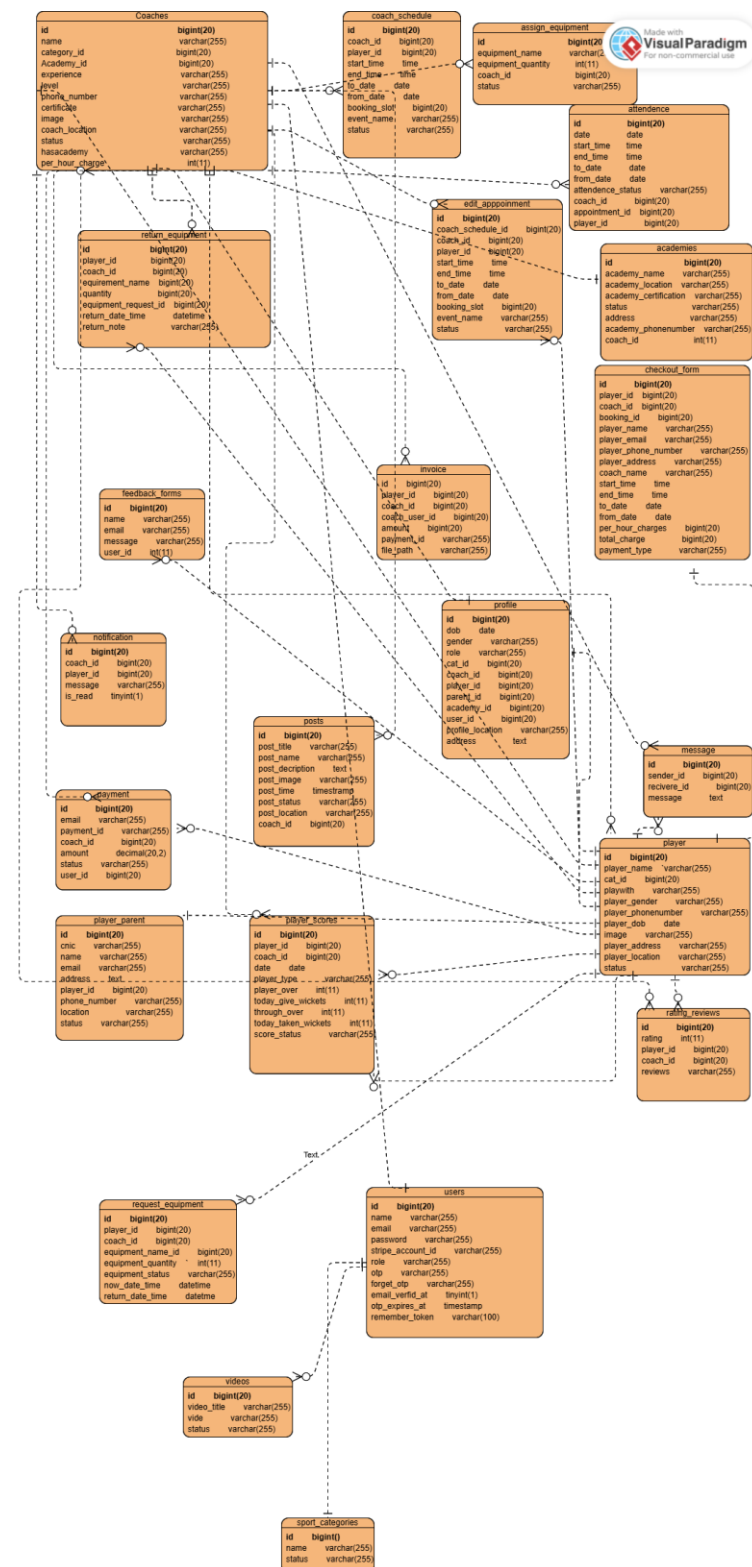 Coaches
id bigint(20)
name varchar(255)
category_id bigint(20)
Academy_id bigint(20)
experience varchar(255)
level varchar(255)
phone_number varchar(255)
certificate varchar(255)
image varchar(255)
coach_location varchar(255)
status varchar(255)
hasacademy varchar(255)
per_hour_charge int(11)
coach_schedule
id bigint(20)
coach_id bigint(20)
player_id bigint(20)
start_time time
end_time time
to_date date
from_date date
booking_slot bigint(20)
event_name varchar(255)
status varchar(255)
assign_equipment
id bigint(20)
equipment_name
equipment_quantity int(11)
coach_id bigint(20)
status varchar(255)
Made with
Visual Paradigm
For non-commercial use
attendence
id bigint(20)
date date
start_time time
end_time time
to_date date
from_date date
attendence_status varchar(255)
coach_id bigint(20)
appointment_id bigint(20)
player_id bigint(20)
return_equipment
id bigint(20)
player_id bigint(20)
coach_id bigint(20)
equirement_name bigint(20)
quantity bigint(20)
equipment_request_id bigint(20)
return_date_time datetime
return_note varchar(255)
edit_apppoinment
id bigint(20)
coach_schedule_id bigint(20)
coach_id bigint(20)
player_id bigint(20)
start_time time
end_time time
to_date date
from_date date
booking_slot bigint(20)
event_name varchar(255)
status varchar(255)
academies
id bigint(20)
academy_name varchar(255)
academy_location varchar(255)
academy_certification varchar(255)
status varchar(255)
address varchar(255)
academy_phonenumber varchar(255)
coach_id int(11)
checkout_form
id bigint(20)
player_id bigint(20)
coach_id bigint(20)
booking_id bigint(20)
player_name varchar(255)
player_email varchar(255)
player_phone_number varchar(255)
player_address varchar(255)
coach_name varchar(255)
start_time time
end_time time
to_date date
from_date date
per_hour_charges bigint(20)
total_charge bigint(20)
payment_type varchar(255)
invoice
id bigint(20)
player_id bigint(20)
coach_id bigint(20)
coach_user_id bigint(20)
amount bigint(20)
payment_id varchar(255)
file_path varchar(255)
feedback_forms
id bigint(20)
name varchar(255)
email varchar(255)
message varchar(255)
user_id int(11)
notification
id bigint(20)
coach_id bigint(20)
player_id bigint(20)
message varchar(255)
is_read tinyint(1)
profile
id bigint(20)
dob date
gender varchar(255)
role varchar(255)
cat_id bigint(20)
coach_id bigint(20)
player_id bigint(20)
parent_id bigint(20)
academy_id bigint(20)
user_id bigint(20)
profile_location varchar(255)
address text
posts
id bigint(20)
post_title varchar(255)
post_name varchar(255)
post_decription text
post_image varchar(255)
post_time timestamp
post_status varchar(255)
post_location varchar(255)
coach_id bigint(20)
message
id bigint(20)
sender_id bigint(20)
recivere_id bigint(20)
message text
payment
id bigint(20)
email varchar(255)
payment_id varchar(255)
coach_id bigint(20)
amount decimal(20,2)
status varchar(255)
user_id bigint(20)
player
id bigint(20)
player_name `varchar(255)
cat_id bigint(20)
playwith varchar(255)
player_gender varchar(255)
player_phonenumber varchar(255)
player_dob date
image varchar(255)
player_address varchar(255)
player_location varchar(255)
status varchar(255)
player_parent
id bigint(20)
cnic varchar(255)
name varchar(255)
email varchar(255)
address text
player_id bigint(20)
phone_number varchar(255)
location varchar(255)
status varchar(255)
player_scores
id bigint(20)
player_id bigint(20)
coach_id bigint(20)
date date
player_type varchar(255)
player_over int(11)
today_give_wickets int(11)
through_over int(11)
today_taken_wickets int(11)
score_status varchar(255)
rating_reviews
id bigint(20)
rating int(11)
player_id bigint(20)
coach_id bigint(20)
reviews varchar(255)
Text
request_equipment
id bigint(20)
player_id bigint(20)
coach_id bigint(20)
equipment_name_id bigint(20)
equipment_quantity ` int(11)
equipment_status varchar(255)
now_date_time datetime
return_date_time datetme
users
id bigint(20)
name varchar(255)
email varchar(255)
password varchar(255)
stripe_account_id varchar(255)
role varchar(255)
otp varchar(255)
forget_otp varchar(255)
email_verfid_at tinyint(1)
otp_expires_at timestamp
remember_token varchar(100)
videos
id bigint(20)
video_title varchar(255)
vide varchar(255)
status varchar(255)
sport_categories
id bigint()
name varchar(255)
status varchar(255)